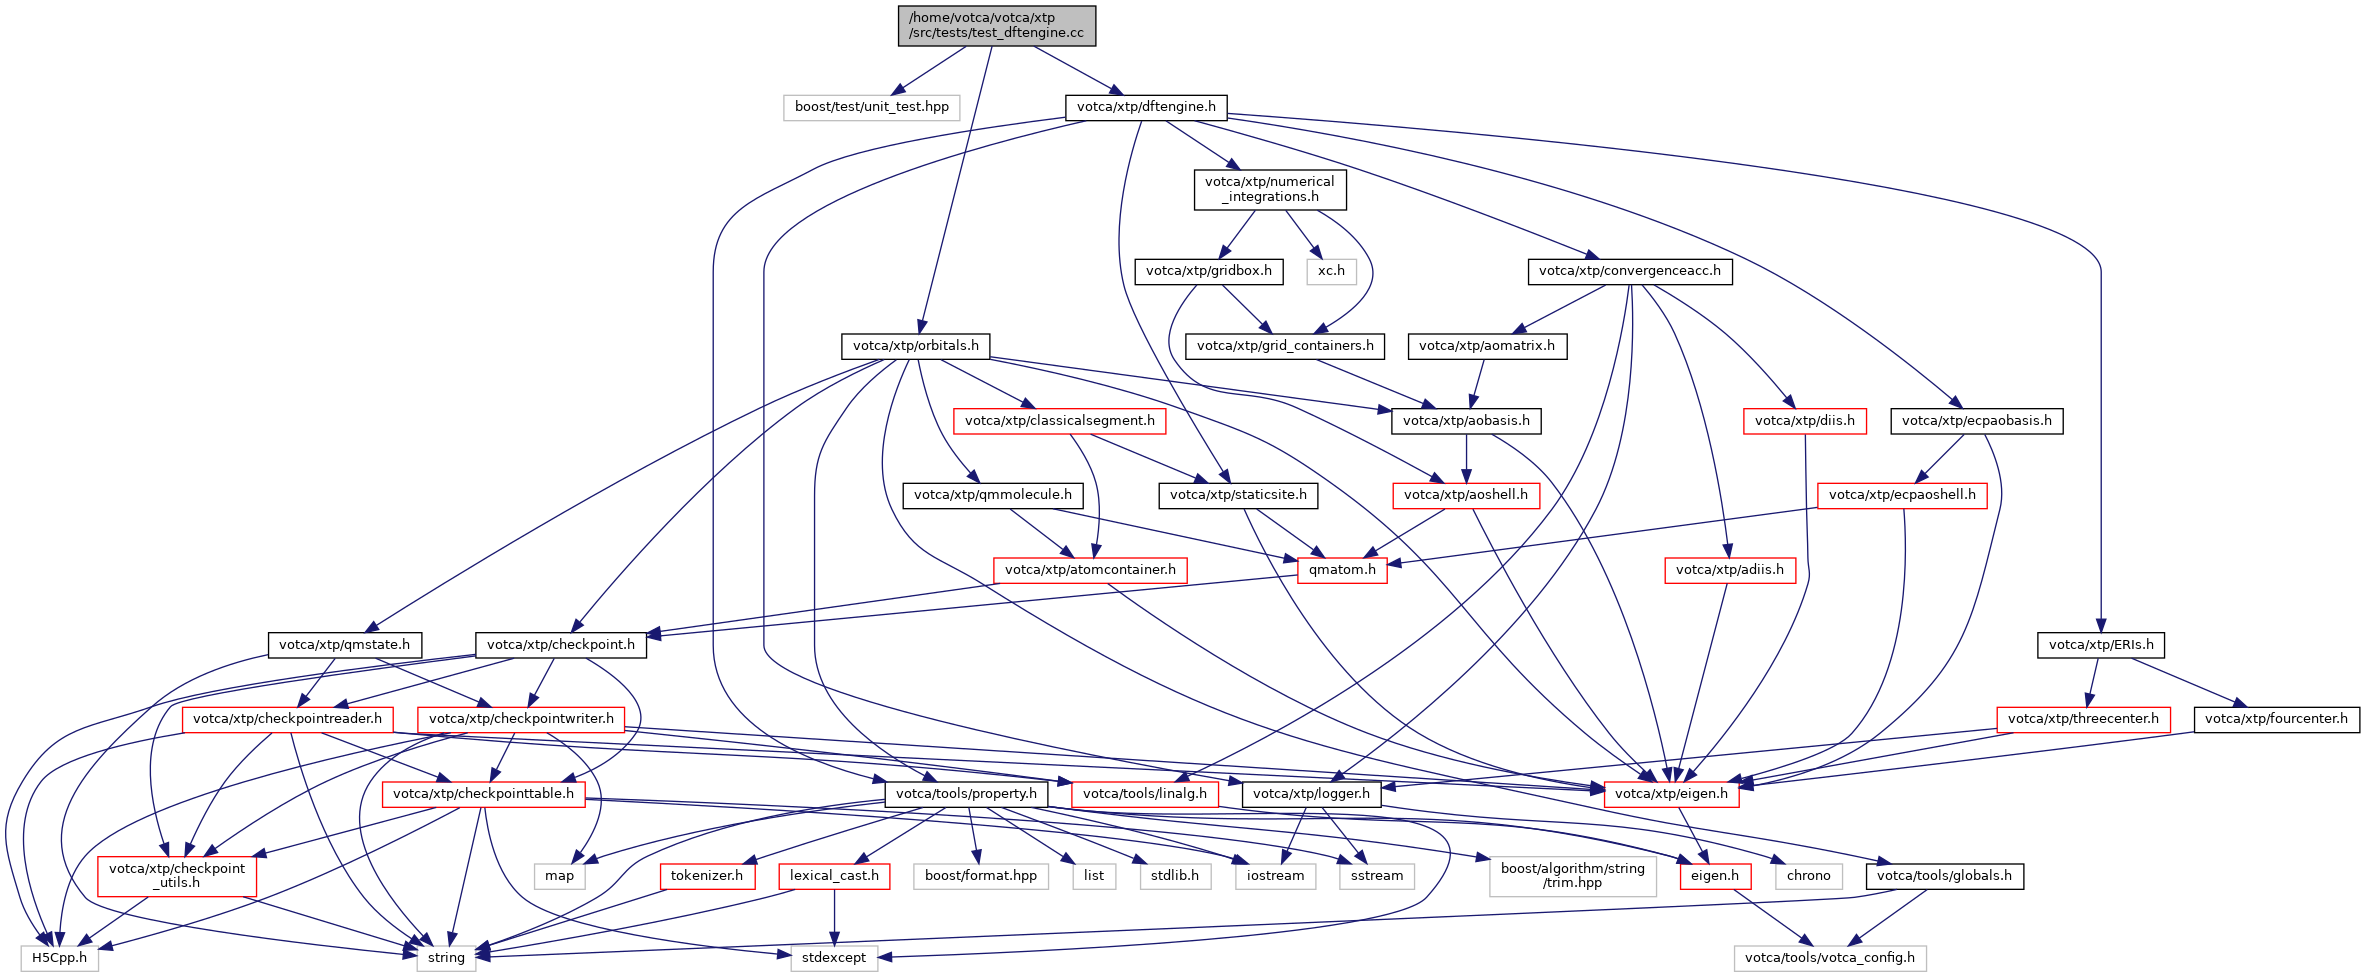 /home/votca/votca/xtp
/src/tests/test_dftengine.cc
boost/test/unit_test.hpp
votca/xtp/dftengine.h
votca/xtp/numerical
_integrations.h
votca/xtp/gridbox.h
xc.h
votca/xtp/convergenceacc.h
votca/xtp/orbitals.h
votca/xtp/grid_containers.h
votca/xtp/aomatrix.h
votca/xtp/classicalsegment.h
votca/xtp/aobasis.h
votca/xtp/diis.h
votca/xtp/ecpaobasis.h
votca/xtp/qmmolecule.h
votca/xtp/staticsite.h
votca/xtp/aoshell.h
votca/xtp/ecpaoshell.h
votca/xtp/atomcontainer.h
qmatom.h
votca/xtp/adiis.h
votca/xtp/qmstate.h
votca/xtp/checkpoint.h
votca/xtp/ERIs.h
votca/xtp/checkpointreader.h
votca/xtp/checkpointwriter.h
votca/xtp/threecenter.h
votca/xtp/fourcenter.h
votca/xtp/checkpointtable.h
votca/tools/property.h
votca/tools/linalg.h
votca/xtp/logger.h
votca/xtp/eigen.h
votca/xtp/checkpoint
_utils.h
map
tokenizer.h
lexical_cast.h
boost/format.hpp
list
stdlib.h
iostream
sstream
boost/algorithm/string
/trim.hpp
eigen.h
chrono
votca/tools/globals.h
H5Cpp.h
string
stdexcept
votca/tools/votca_config.h